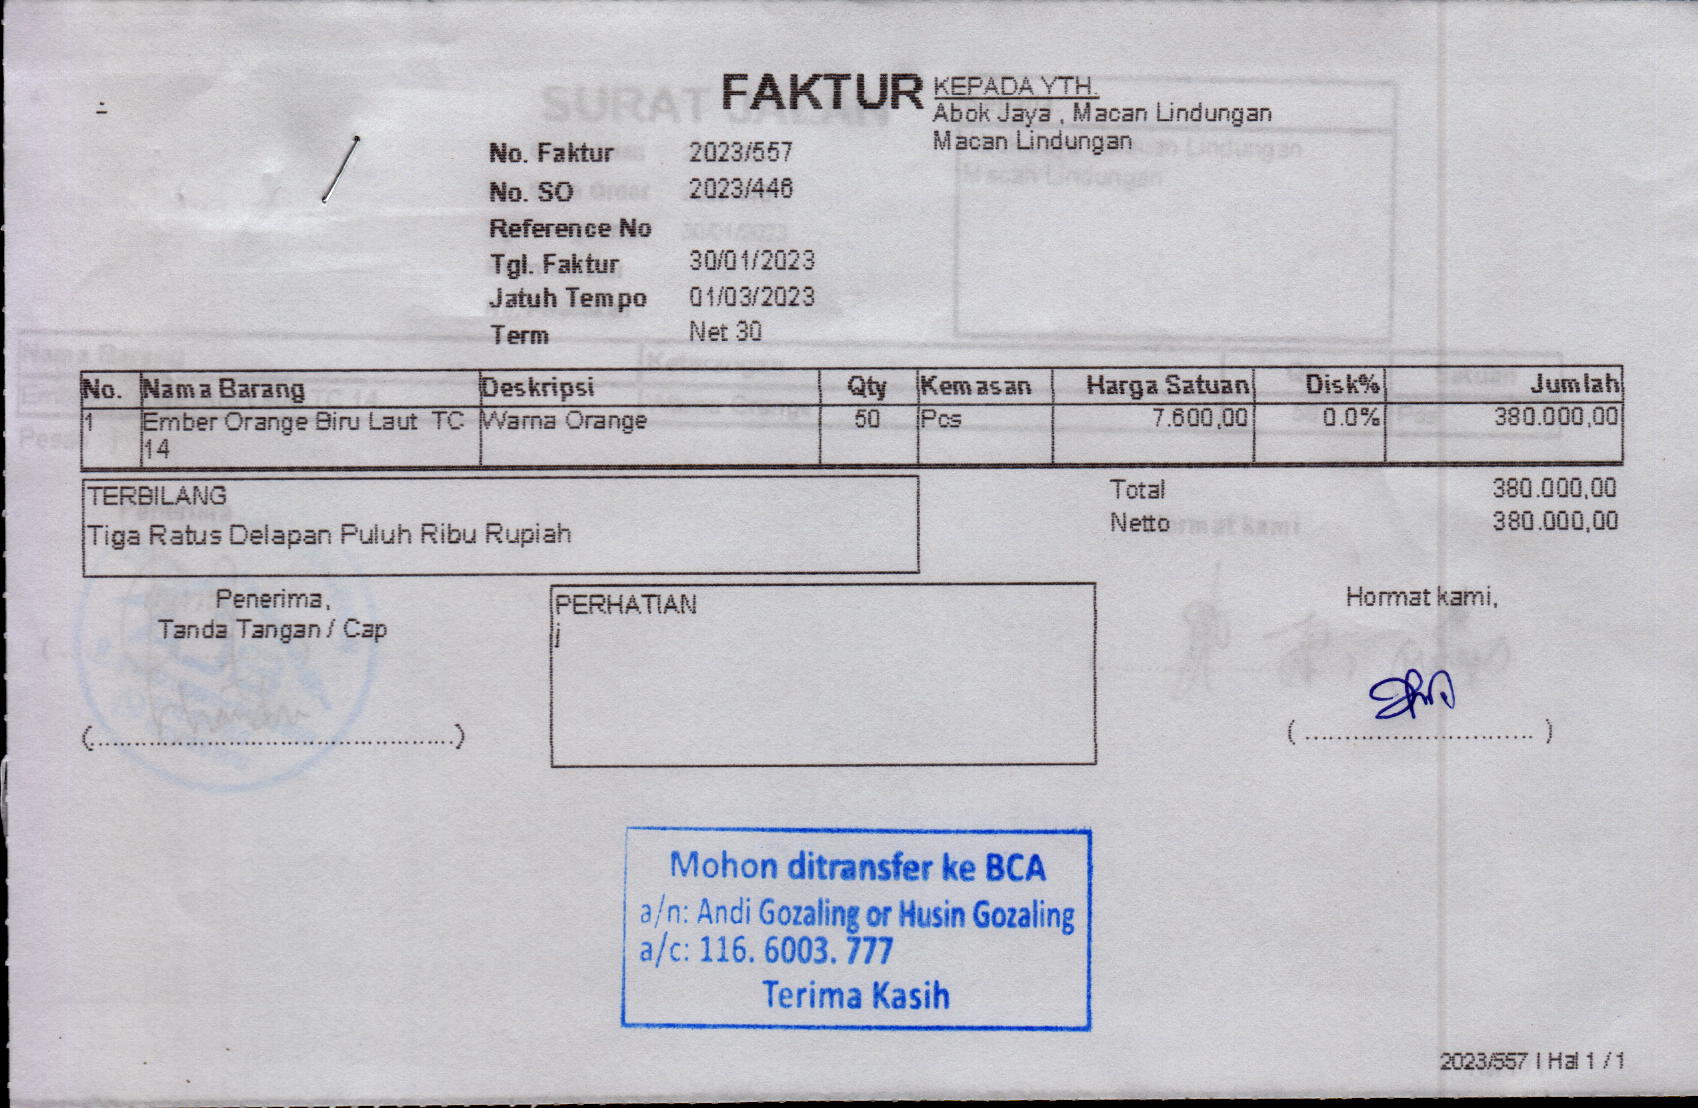 FAKTUR
KEPADA YTH.
Abok Jaya , Macan Lindungan
Macan Lindungan
No. Faktur 2023/557
No. SO 2023/446
Reference No
Tgl. Faktur 30/01/2023
Jatuh Tempo 01/03/2023
Term Net 30
No. Nama Barang Deskripsi Qty Kemasan Harga Satuan Disk% Jumlah
1 Ember Orange Biru Laut TC 14 Warna Orange 50 Pcs 7.600,00 0.0% 380.000,00
TERBILANG
Tiga Ratus Delapan Puluh Ribu Rupiah
Total 380.000,00
Netto 380.000,00
Penerima,
Tanda Tangan / Cap
(............................................)
PERHATIAN
j
Hormat kami,
( ............................ )
Mohon ditransfer ke BCA
a/n: Andi Gozaling or Husin Gozaling
a/c: 116. 6003. 777
Terima Kasih
2023/557 | Hal 1 / 1